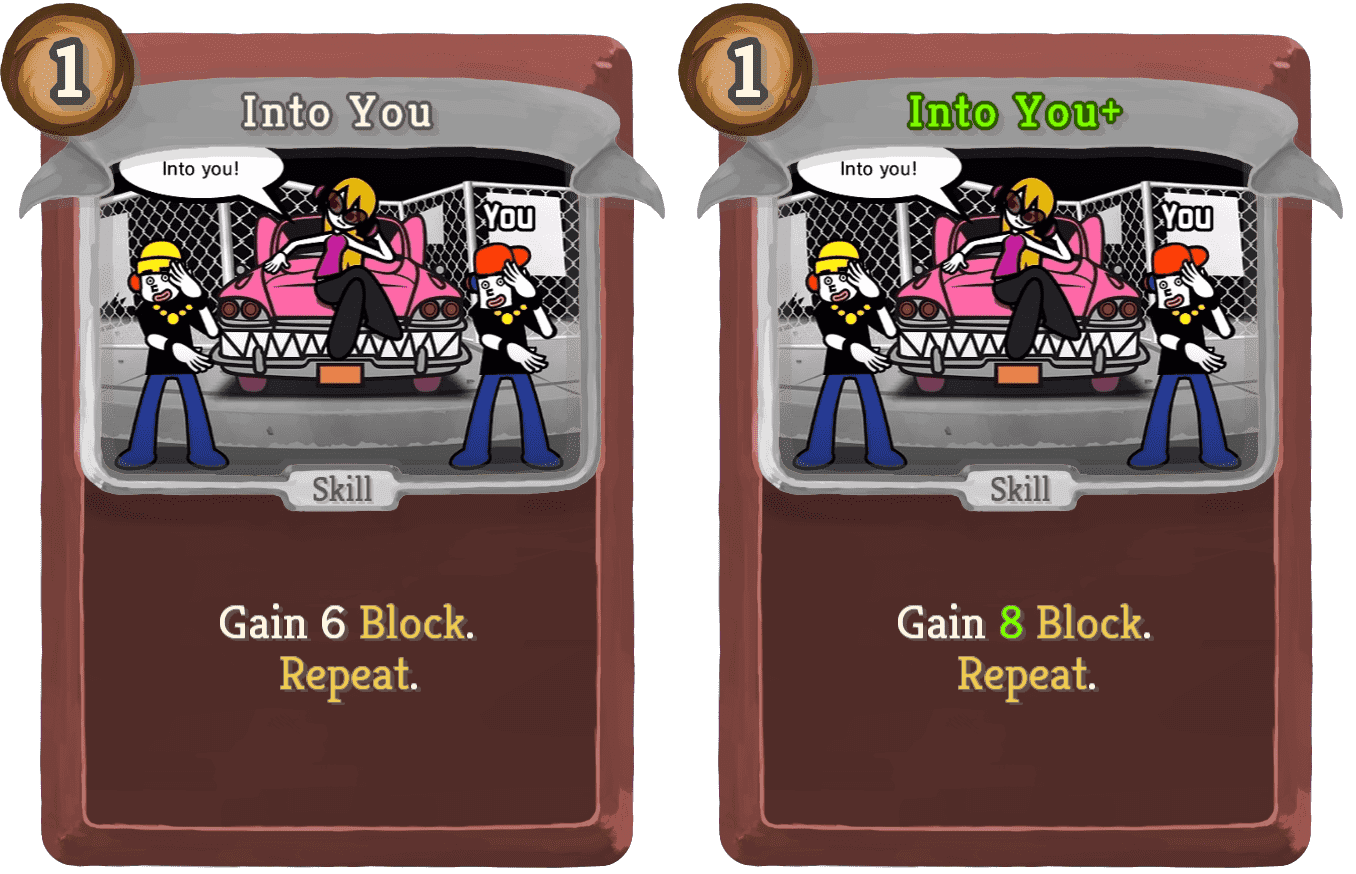 1
Into You
Into you!
YOU
Skill
Gain 6 Block.
Repeat.
1
Into You+
Into you!
YOU
Skill
Gain 8 Block.
Repeat.